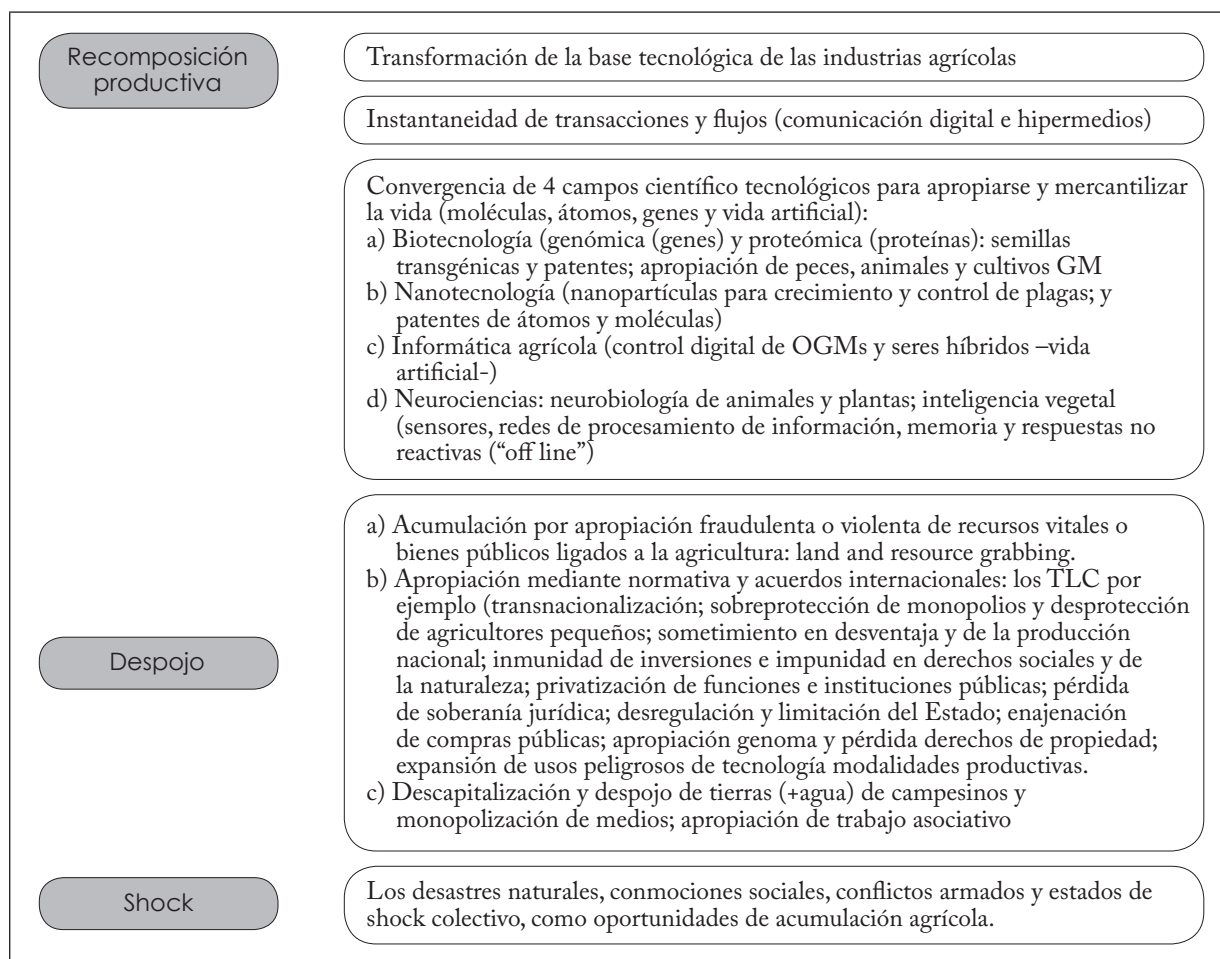 Recomposición
productiva
Transformación de la base tecnológica de las industrias agrícolas
Instantaneidad de transacciones y flujos (comunicación digital e hipermedios)
Convergencia de 4 campos científico tecnológicos para apropiarse y mercantilizar
la vida (moléculas, átomos, genes y vida artificial):
a) Biotecnología (genómica (genes) y proteómica (proteínas): semillas
transgénicas y patentes; apropiación de peces, animales y cultivos GM
b) Nanotecnología (nanopartículas para crecimiento y control de plagas; y
patentes de átomos y moléculas)
c) Informática agrícola (control digital de OGMs y seres híbridos –vida
artificial-)
d) Neurociencias: neurobiología de animales y plantas; inteligencia vegetal
(sensores, redes de procesamiento de información, memoria y respuestas no
reactivas (“off line”)
Despojo
a) Acumulación por apropiación fraudulenta o violenta de recursos vitales o
bienes públicos ligados a la agricultura: land and resource grabbing.
b) Apropiación mediante normativa y acuerdos internacionales: los TLC por
ejemplo (transnacionalización; sobreprotección de monopolios y desprotección
de agricultores pequeños; sometimiento en desventaja y de la producción
nacional; inmunidad de inversiones e impunidad en derechos sociales y de
la naturaleza; privatización de funciones e instituciones públicas; pérdida
de soberanía jurídica; desregulación y limitación del Estado; enajenación
de compras públicas; apropiación genoma y pérdida derechos de propiedad;
expansión de usos peligrosos de tecnología modalidades productivas.
c) Descapitalización y despojo de tierras (+agua) de campesinos y
monopolización de medios; apropiación de trabajo asociativo
Shock
Los desastres naturales, conmociones sociales, conflictos armados y estados de
shock colectivo, como oportunidades de acumulación agrícola.